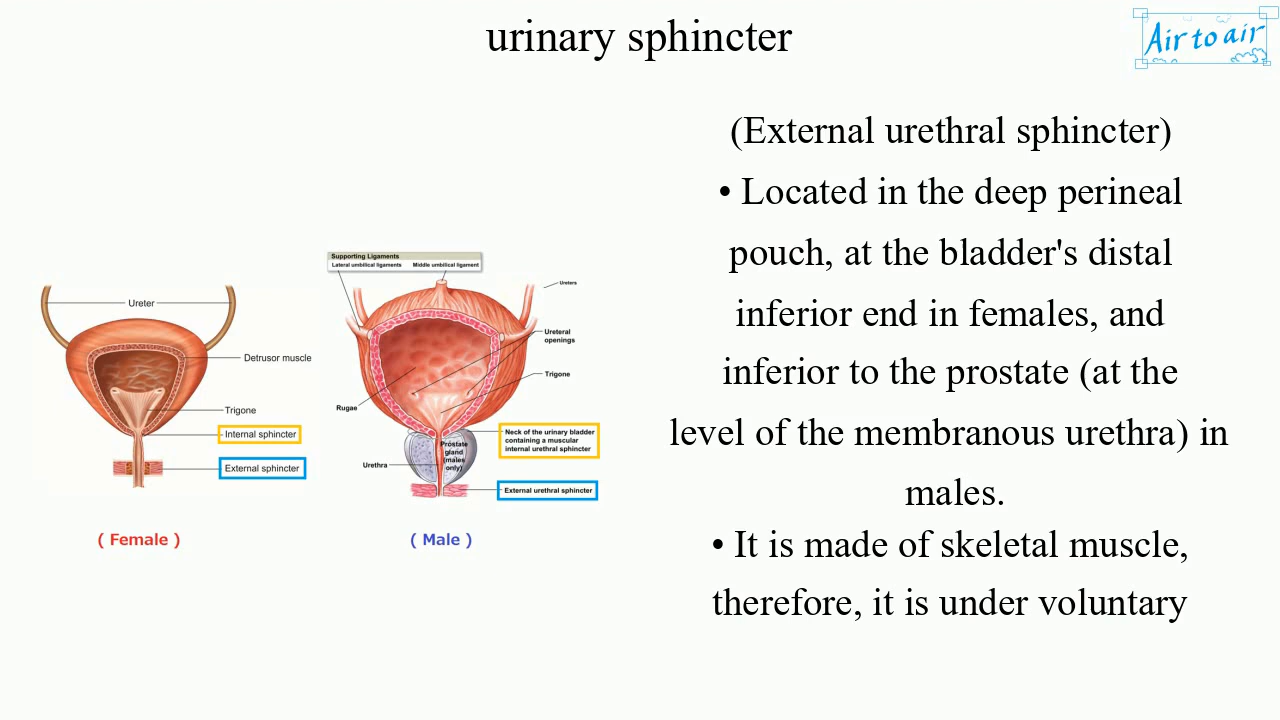 urinary sphincter
Air to air
(External urethral sphincter)
• Located in the deep perineal
pouch, at the bladder's distal
inferior end in females, and
inferior to the prostate (at the
level of the membranous urethra) in
males.
• It is made of skeletal muscle,
therefore, it is under voluntary
Ureter
Detrusor muscle
Trigone
Internal sphincter
External sphincter
( Female )
Supporting Ligaments
Lateral umbilical ligaments Middle umbilical ligament
Ureters
Ureteral
openings
Trigone
Rugae
Neck of the urinary bladder
containing a muscular
internal urethral sphincter
Prostate
gland
(males
only)
Urethra
External urethral sphincter
( Male )